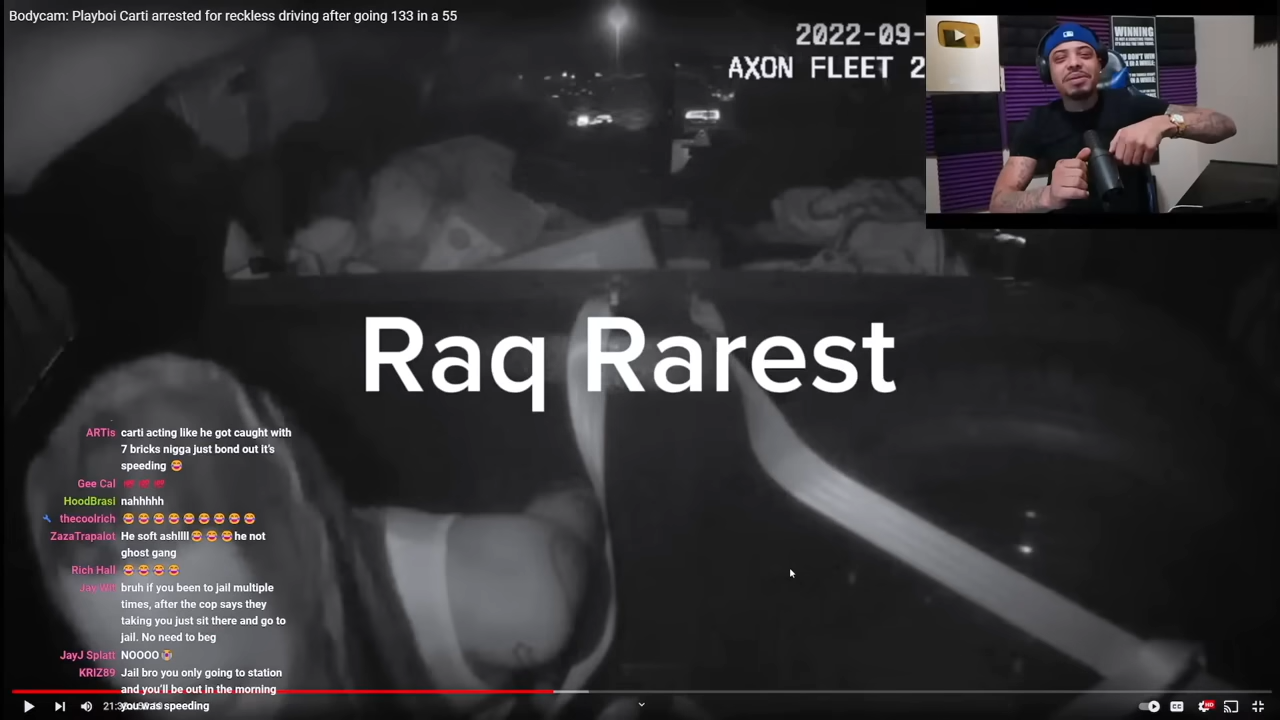 Bodycam: Playboi Carti arrested for reckless driving after going 133 in a 55
2022-09-
AXON FLEET 2
WINNING
Raq Rarest
ARTis carti acting like he got caught with
7 bricks nigga just bond out it's
speeding 😂
Gee Cal
HoodBrasi nahhhhh
thecoolrich 😂 😂 😂 😂 😂 😂 😂 😂 😂 😂
ZazaTrapalot He soft ashllll😂 😂 😂he not
ghost gang
Rich Hall 😂 😂 😂 😂
bruh if you been to jail multiple
times, after the cop says they
taking you just sit there and go to
jail. No need to beg
JayJ Splatt NOOOO
KRIZ89 Jail bro you only going to station
and you'll be out in the morning
you was speeding
HD